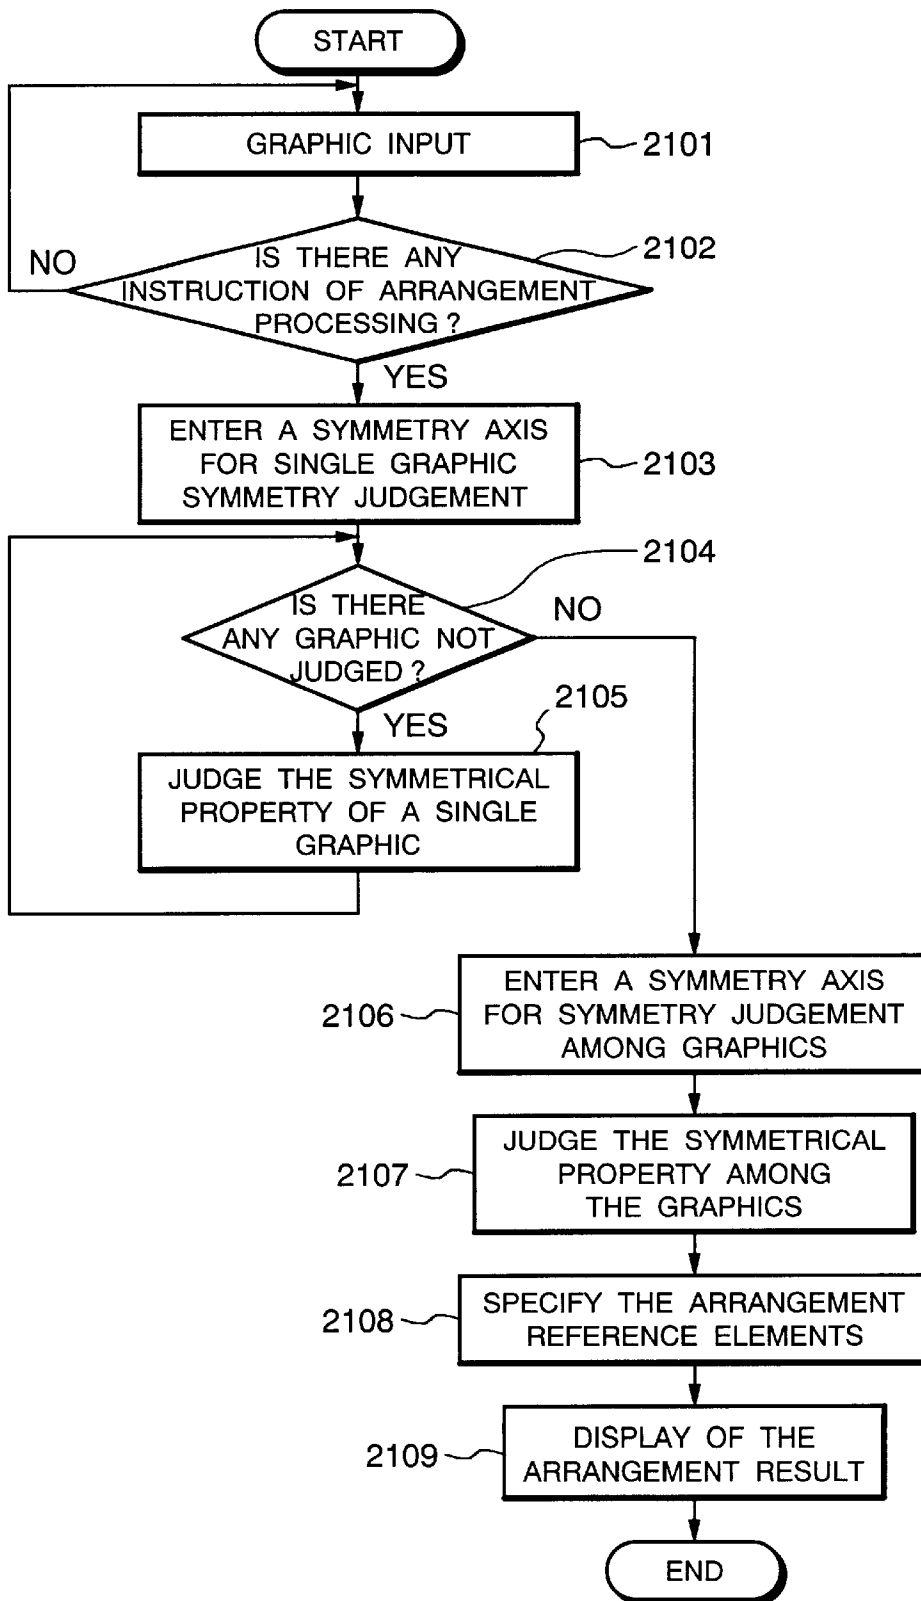 START
GRAPHIC INPUT
2101
IS THERE ANY
INSTRUCTION OF ARRANGEMENT
PROCESSING ?
2102
NO
YES
ENTER A SYMMETRY AXIS
FOR SINGLE GRAPHIC
SYMMETRY JUDGEMENT
2103
IS THERE
ANY GRAPHIC NOT
JUDGED ?
2104
NO
YES
2105
JUDGE THE SYMMETRICAL
PROPERTY OF A SINGLE
GRAPHIC
2106
ENTER A SYMMETRY AXIS
FOR SYMMETRY JUDGEMENT
AMONG GRAPHICS
2107
JUDGE THE SYMMETRICAL
PROPERTY AMONG
THE GRAPHICS
2108
SPECIFY THE ARRANGEMENT
REFERENCE ELEMENTS
2109
DISPLAY OF THE
ARRANGEMENT RESULT
END